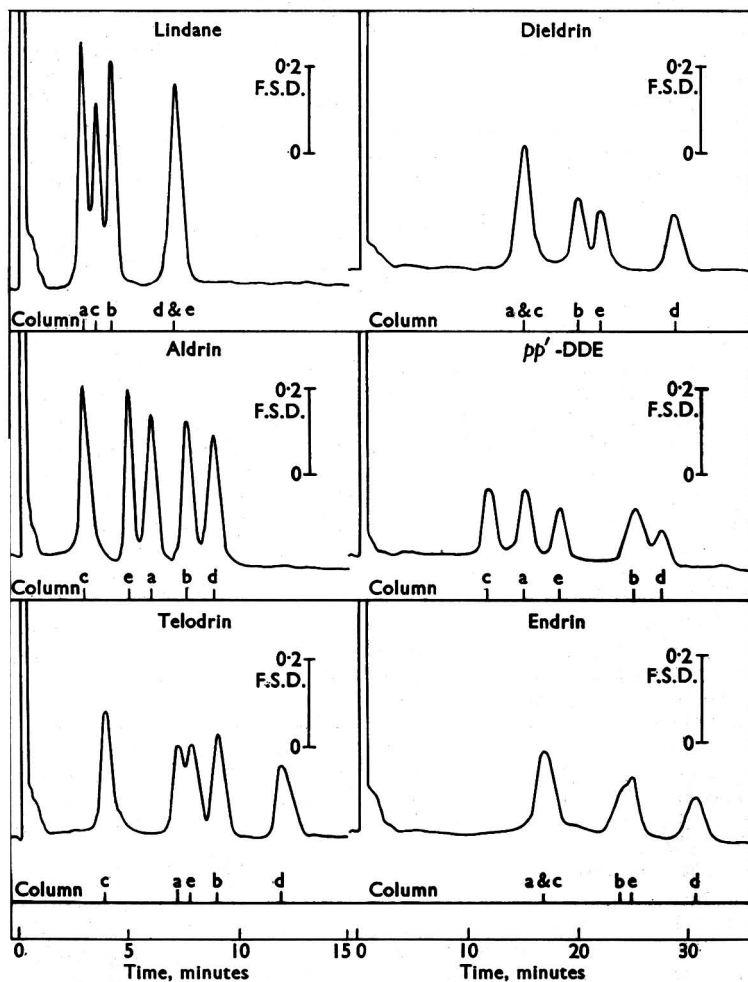 Lindane
0·2
F.S.D.
0
Column a c b d & e
Dieldrin
0·2
F.S.D.
0
Column a & c b e d
Aldrin
0·2
F.S.D.
0
Column c e a b d
pp′ -DDE
0·2
F.S.D.
0
Column c a e b d
Telodrin
0·2
F.S.D.
0
Column c a e b d
Endrin
0·2
F.S.D.
0
Column a & c b e d
0 5 10 15
Time, minutes
0 10 20 30
Time, minutes